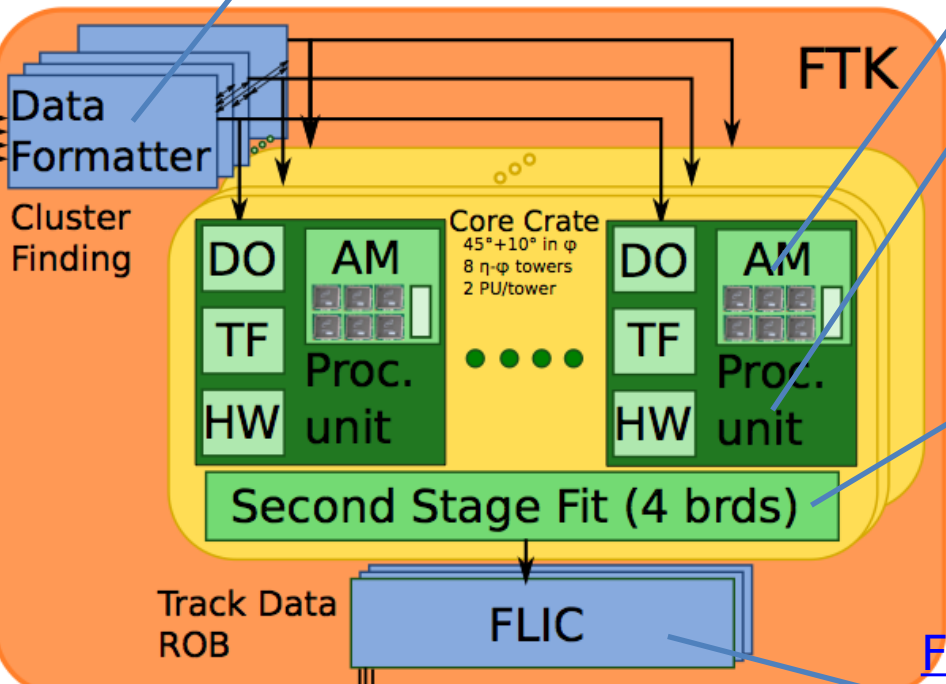 FTK
Data
Formatter
Cluster
Finding
Core Crate
45°+10° in φ
8 η-φ towers
2 PU/tower
DO
AM
TF
Proc.
HW
unit
DO
AM
TF
Proc.
HW
unit
Second Stage Fit (4 brds)
Track Data
ROB
FLIC
F